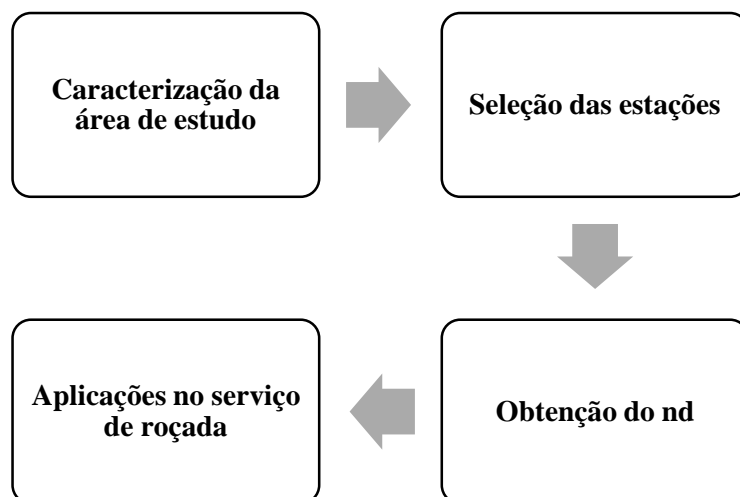 Caracterização da
área de estudo
Seleção das estações
Obtenção do nd
Aplicações no serviço
de roçada